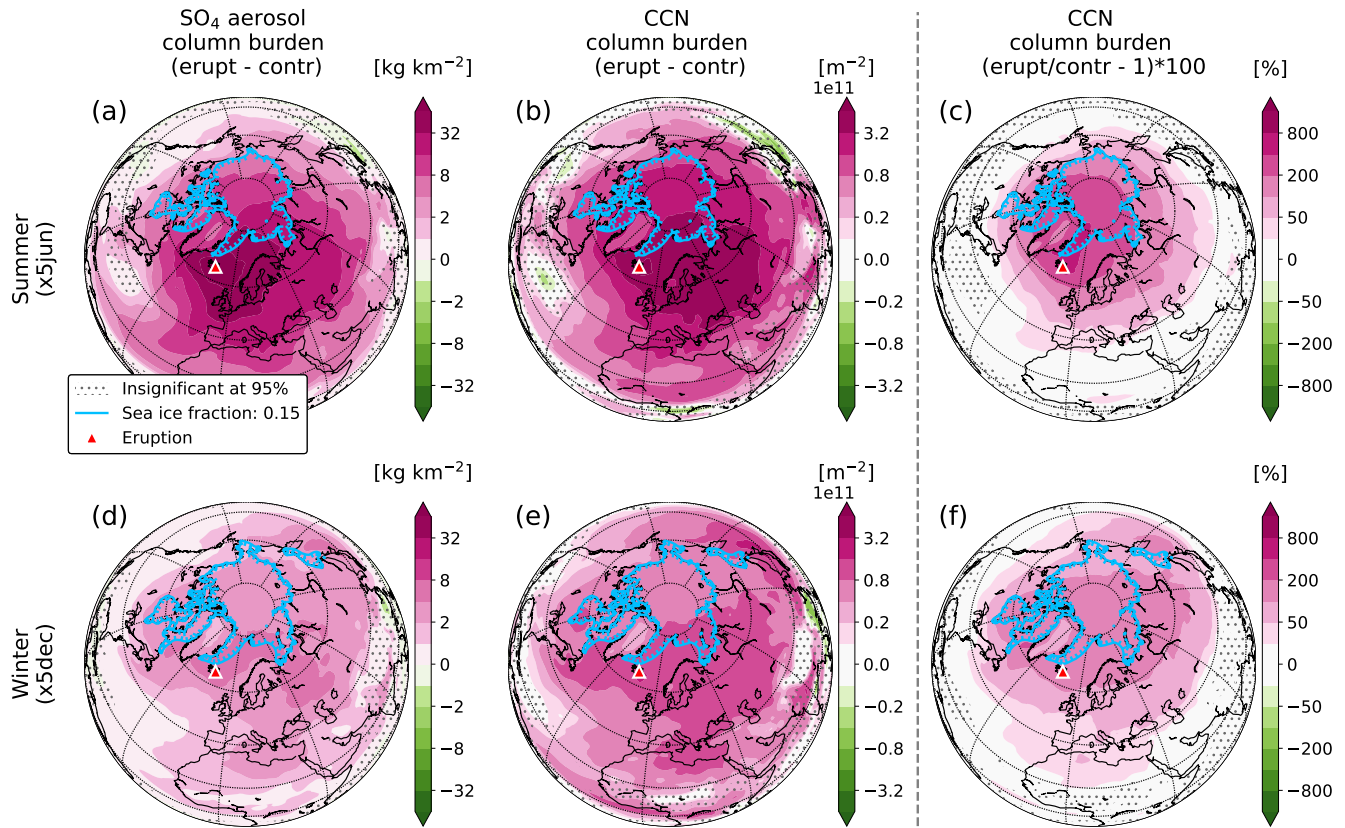 SO₄ aerosol
column burden
(erupt - contr)
[kg km⁻²]
CCN
column burden
(erupt - contr)
[m⁻²]
1e11
CCN
column burden
(erupt/contr - 1)*100
[%]
Summer
(x5jun)
(a)
32
8
2
0
−2
−8
−32
(b)
3.2
0.8
0.2
0.0
−0.2
−0.8
−3.2
(c)
800
200
50
0
−50
−200
−800
Insignificant at 95%
Sea ice fraction: 0.15
Eruption
Winter
(x5dec)
[kg km⁻²]
(d)
32
8
2
0
−2
−8
−32
[m⁻²]
1e11
(e)
3.2
0.8
0.2
0.0
−0.2
−0.8
−3.2
[%]
(f)
800
200
50
0
−50
−200
−800